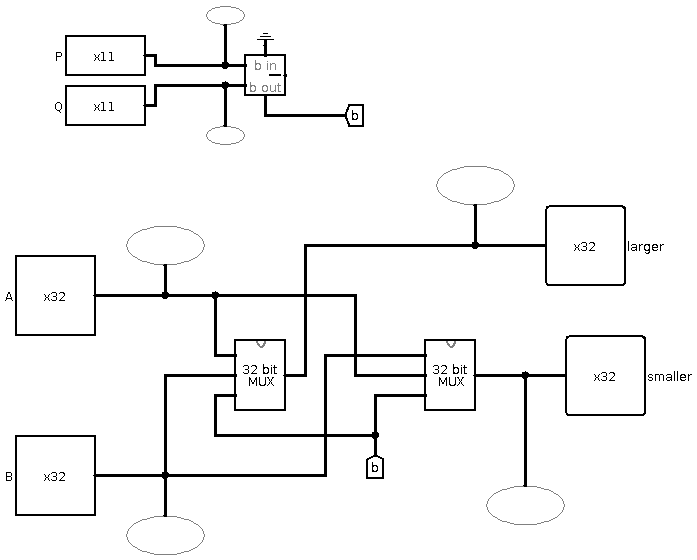 P
x11
b in
Q
x11
b out
b
x32
larger
A
x32
32 bit
MUX
32 bit
MUX
x32
smaller
b
B
x32